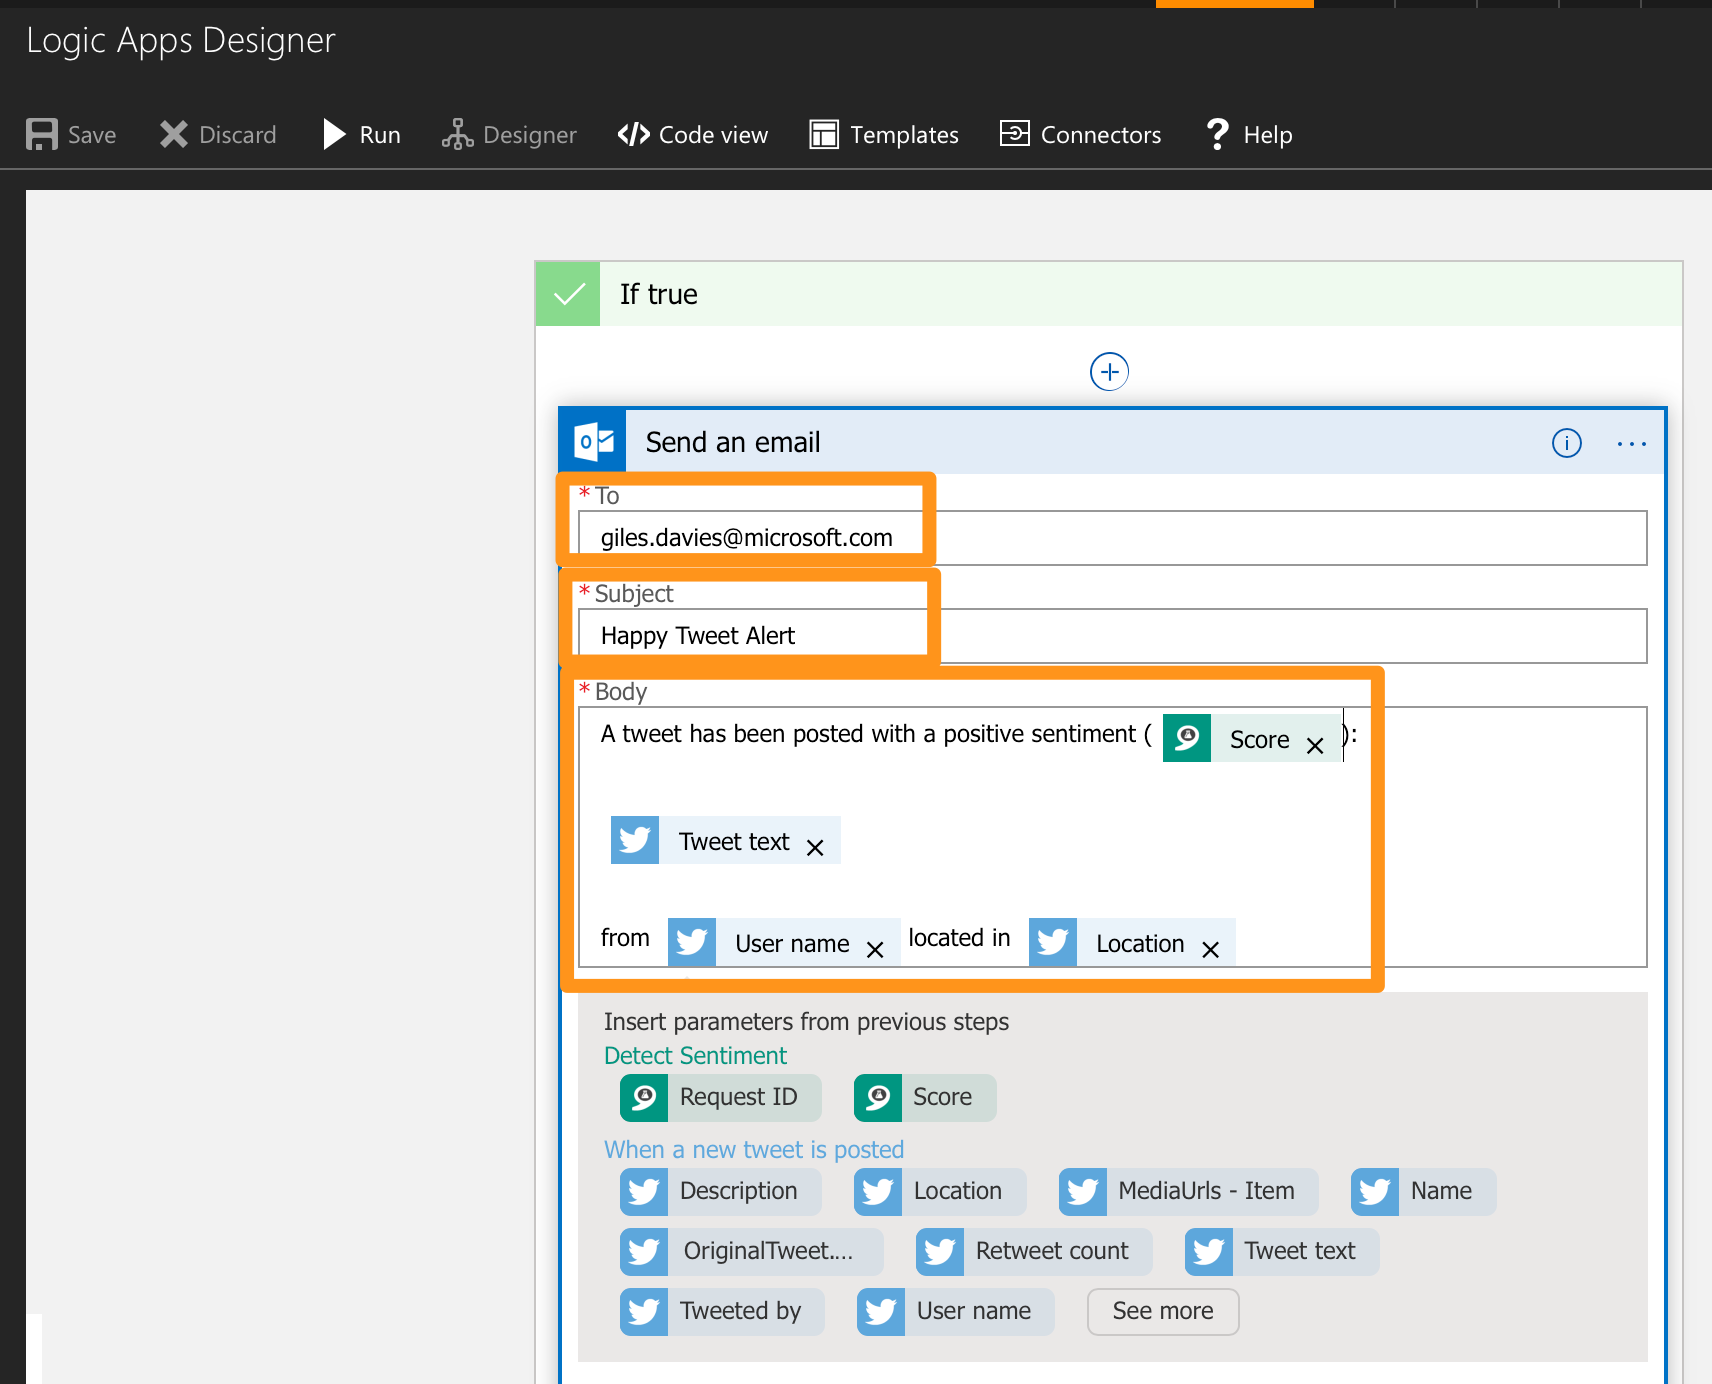 Logic Apps Designer
Save Discard Run Designer Code view Templates Connectors ? Help
If true
Send an email
* To
giles.davies@microsoft.com
* Subject
Happy Tweet Alert
* Body
A tweet has been posted with a positive sentiment ( Score × ):
Tweet text ×
from User name × located in Location ×
Insert parameters from previous steps
Detect Sentiment
Request ID Score
When a new tweet is posted
Description Location MediaUrls - Item Name
OriginalTweet.... Retweet count Tweet text
Tweeted by User name See more